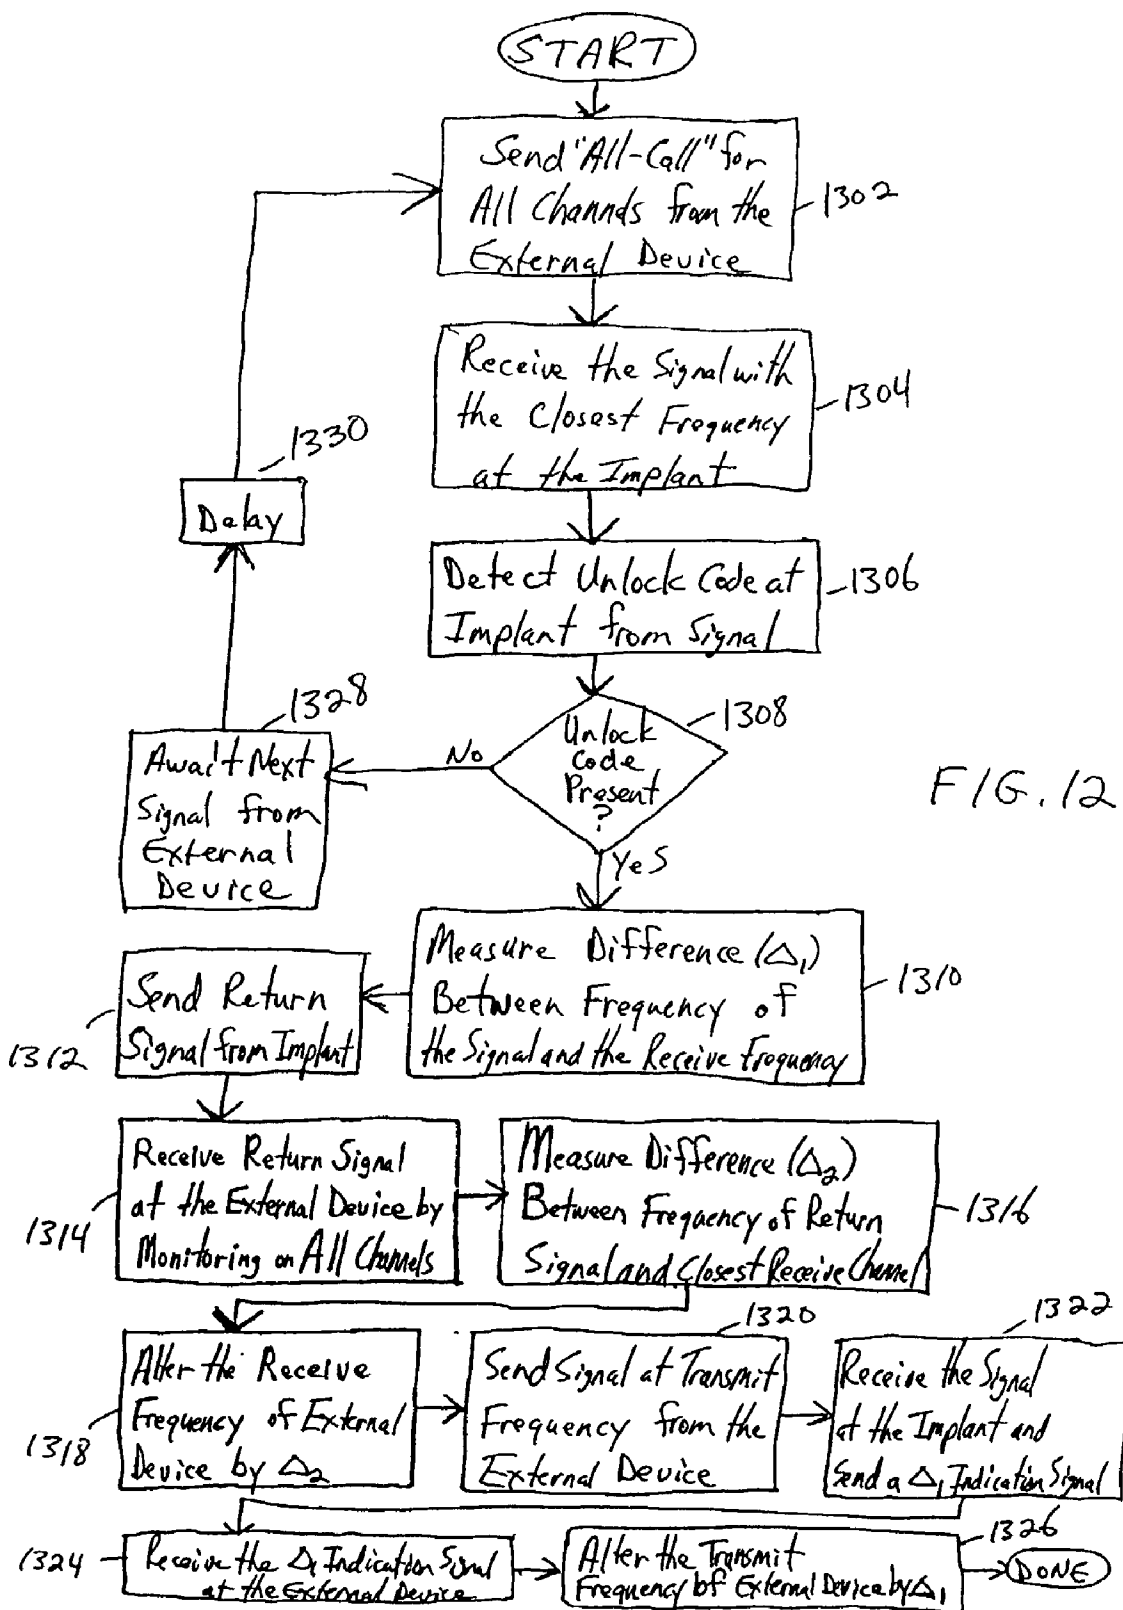 START
Send "All-Call" for
All Channels from the
External Device
1302
Receive the Signal with
the Closest Frequency
at the Implant
1304
1330
Delay
Detect Unlock Code at
Implant from Signal
1306
1328
Await Next
Signal from
External
Device
No
Unlock
Code
Present
?
1308
Yes
FIG. 12
Measure Difference (Δ1)
Between Frequency of
the Signal and the Receive Frequency
1310
Send Return
Signal from Implant
1312
Receive Return Signal
at the External Device by
Monitoring on All Channels
1314
Measure Difference (Δ2)
Between Frequency of Return
Signal and Closest Receive Channel
1316
Alter the Receive
Frequency of External
Device by Δ2
1318
1320
Send Signal at Transmit
Frequency from the
External Device
1322
Receive the Signal
at the Implant and
Send a Δ1 Indication Signal
1324
Receive the Δ1 Indication Signal
at the External Device
1326
Alter the Transmit
Frequency of External Device by Δ1
DONE